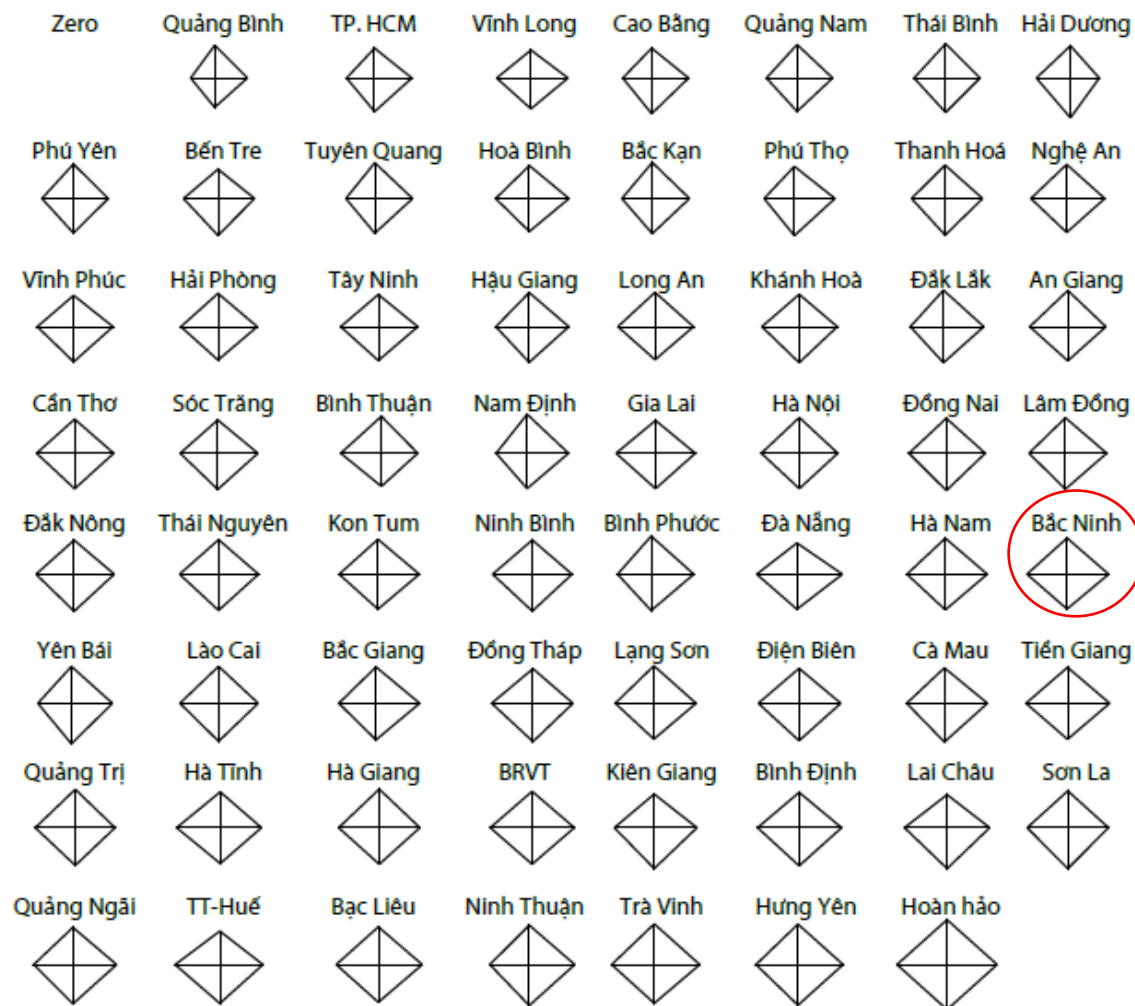 Zero Quảng Bình TP. HCM Vĩnh Long Cao Bằng Quảng Nam Thái Bình Hải Dương
Phú Yên Bến Tre Tuyên Quang Hoà Bình Bắc Kạn Phú Thọ Thanh Hoá Nghệ An
Vĩnh Phúc Hải Phòng Tây Ninh Hậu Giang Long An Khánh Hoà Đắk Lắk An Giang
Cần Thơ Sóc Trăng Bình Thuận Nam Định Gia Lai Hà Nội Đồng Nai Lâm Đồng
Đắk Nông Thái Nguyên Kon Tum Ninh Bình Bình Phước Đà Nẵng Hà Nam Bắc Ninh
Yên Bái Lào Cai Bắc Giang Đồng Tháp Lạng Sơn Điện Biên Cà Mau Tiền Giang
Quảng Trị Hà Tĩnh Hà Giang BRVT Kiên Giang Bình Định Lai Châu Sơn La
Quảng Ngãi TT-Huế Bạc Liêu Ninh Thuận Trà Vinh Hưng Yên Hoàn hảo